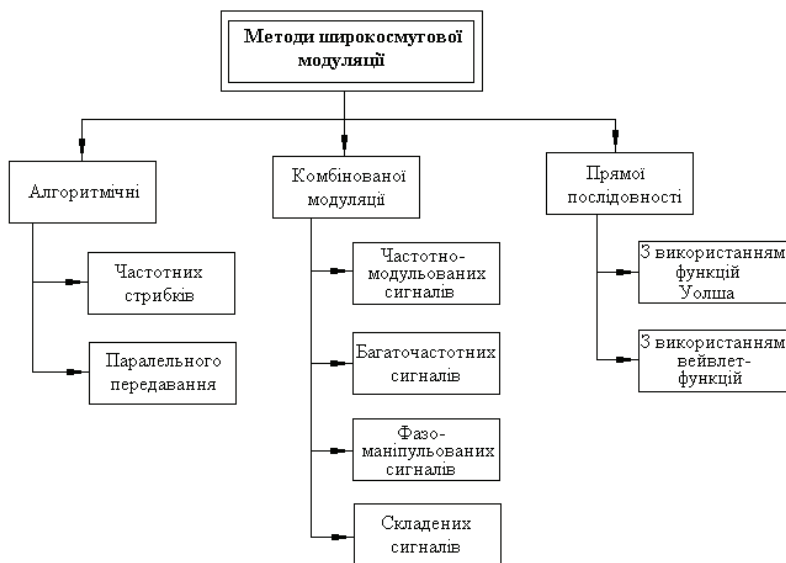 Методи широкосмугової
модуляції
Алгоритмічні
Комбінованої
модуляції
Прямої
послідовності
Частотних
стрибків
Паралельного
передавання
Частотно-
модульованих
сигналів
Багаточастотних
сигналів
Фазо-
маніпульованих
сигналів
Складених
сигналів
З використанням
функцій
Уолша
З використанням
вейвлет-
функцій